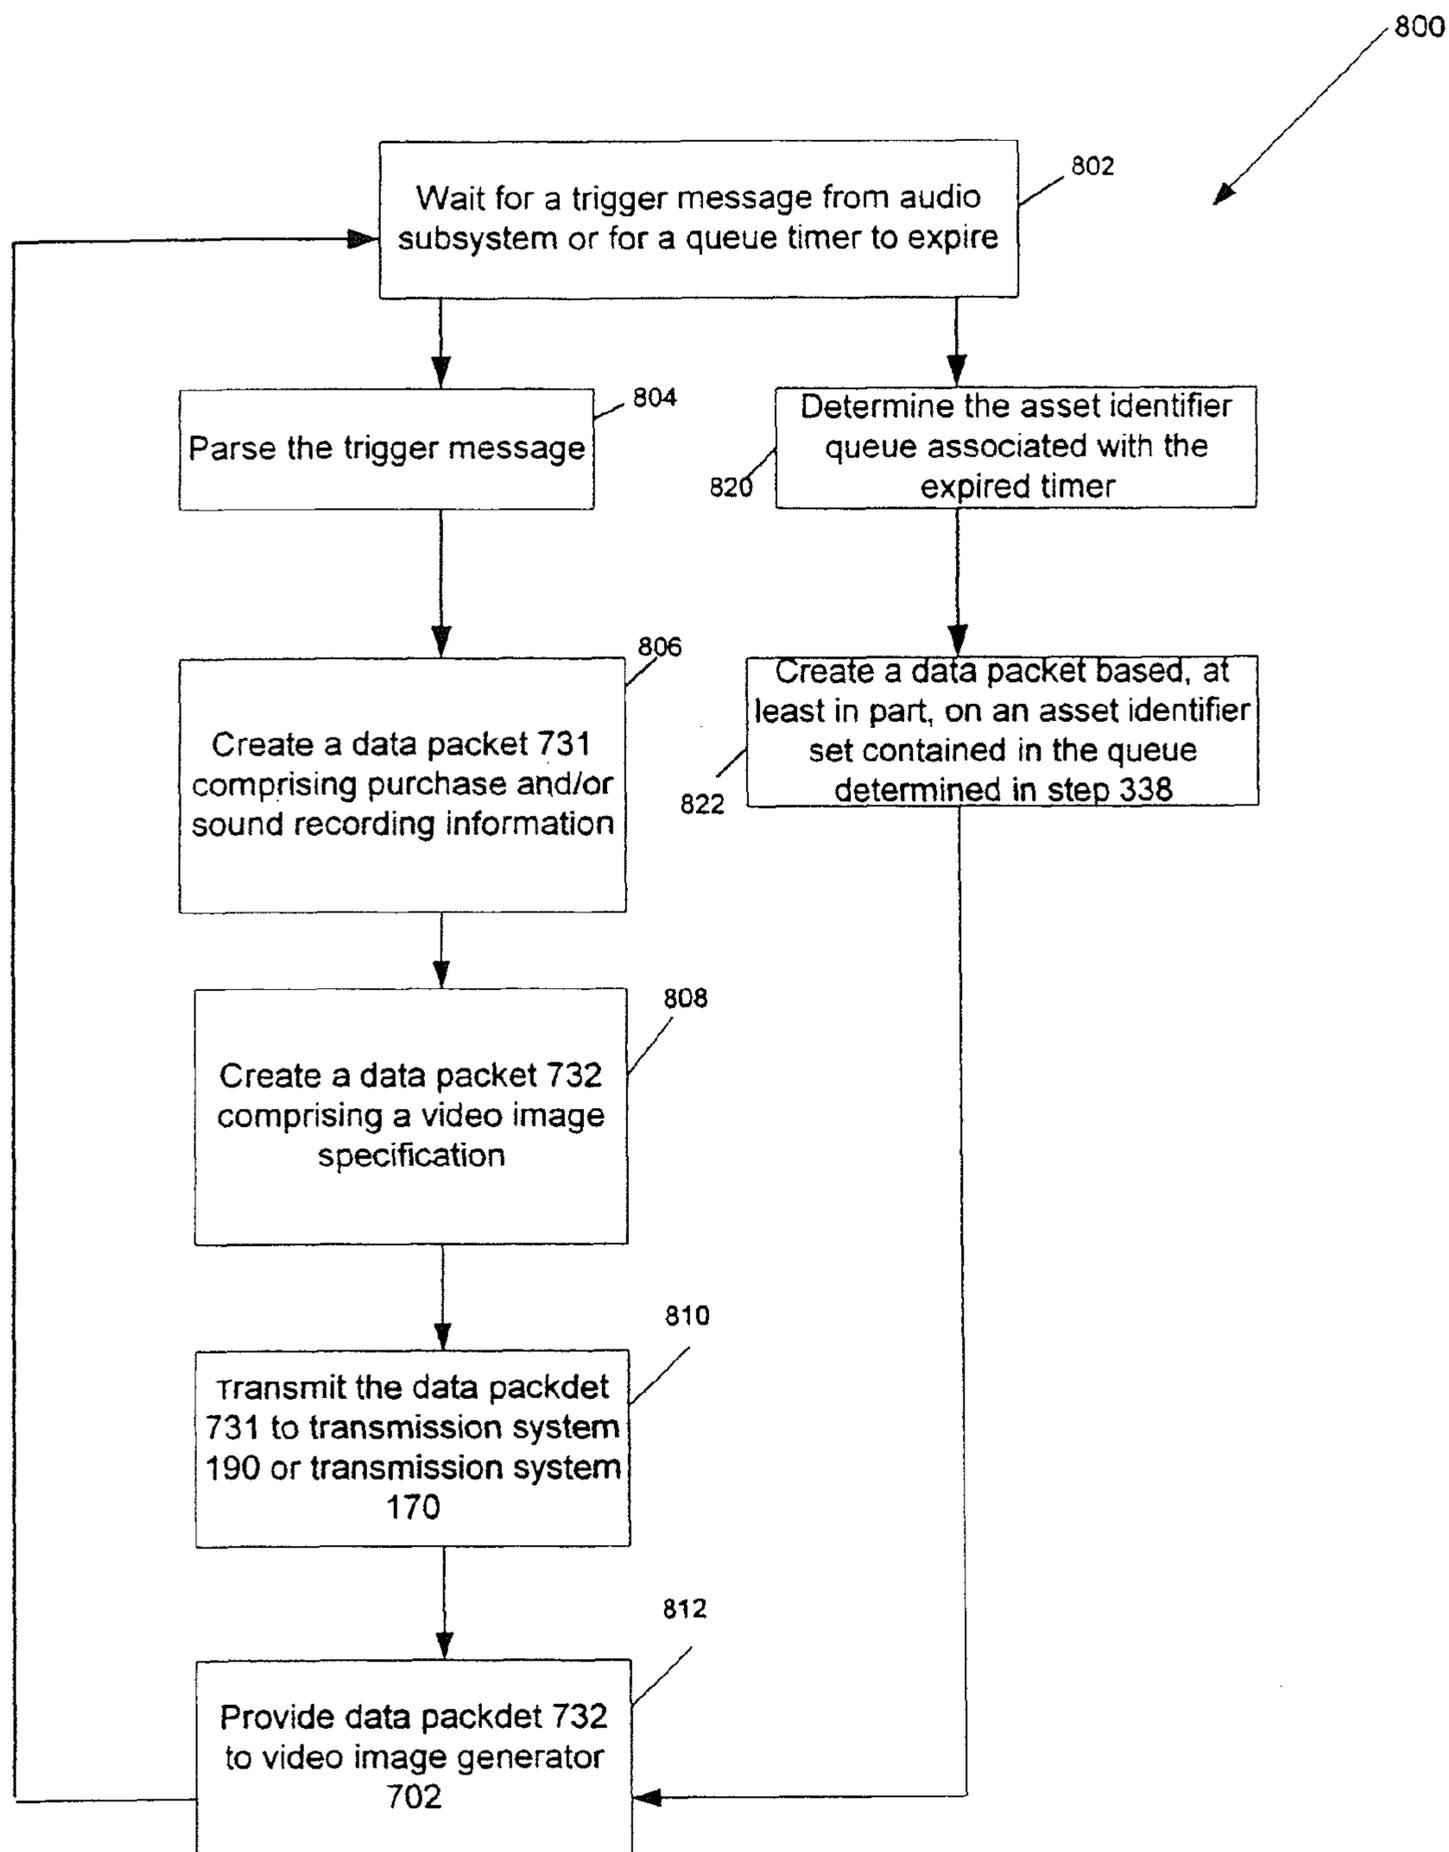 800
802
Wait for a trigger message from audio
subsystem or for a queue timer to expire
804
Parse the trigger message
Determine the asset identifier
queue associated with the
expired timer
820
806
Create a data packet 731
comprising purchase and/or
sound recording information
Create a data packet based, at
least in part, on an asset identifier
set contained in the queue
determined in step 338
822
808
Create a data packet 732
comprising a video image
specification
810
Transmit the data packdet
731 to transmission system
190 or transmission system
170
812
Provide data packdet 732
to video image generator
702